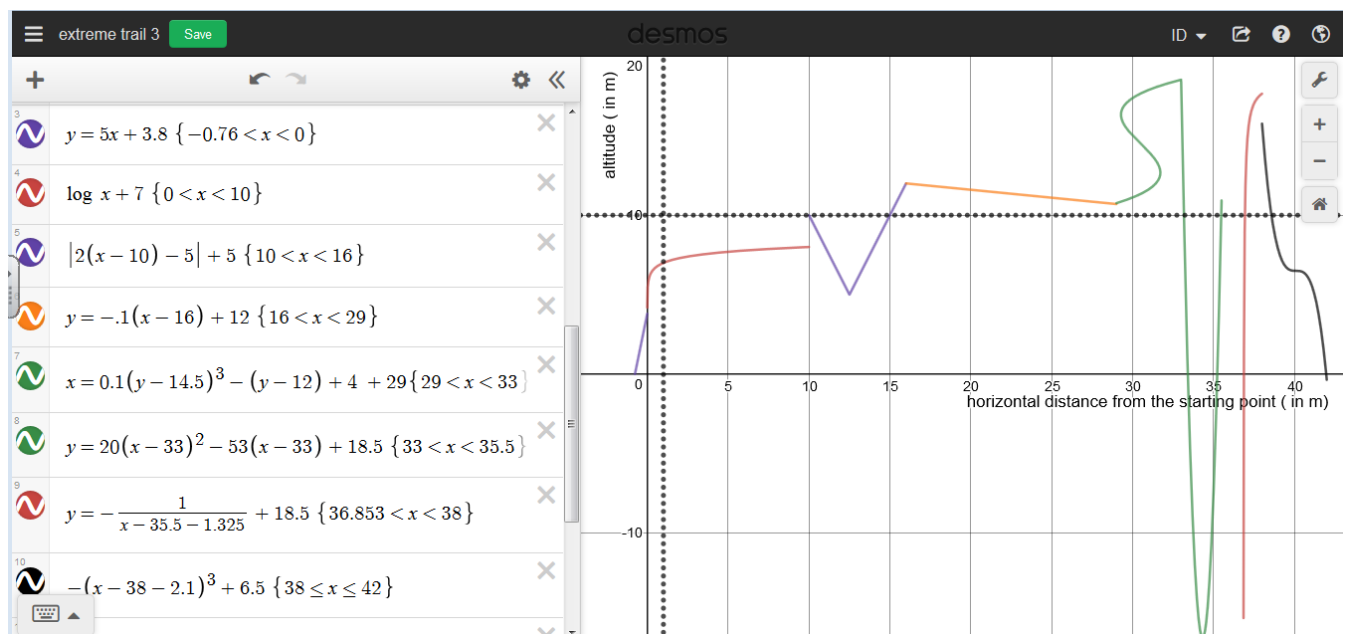 extreme trail 3 Save desmos ID
3
y = 5x + 3.8 {−0.76 < x < 0}
4
log x + 7 {0 < x < 10}
5
|2(x − 10) − 5| + 5 {10 < x < 16}
y = −.1(x − 16) + 12 {16 < x < 29}
7
x = 0.1(y − 14.5)³ − (y − 12) + 4 + 29{29 < x < 33}
8
y = 20(x − 33)² − 53(x − 33) + 18.5 {33 < x < 35.5}
9
y = − 1/(x − 35.5 − 1.325) + 18.5 {36.853 < x < 38}
10
−(x − 38 − 2.1)³ + 6.5 {38 ≤ x ≤ 42}
altitude ( in m)
20
10
0 5 10 15 20 25 30 35 40
horizontal distance from the starting point ( in m)
-10